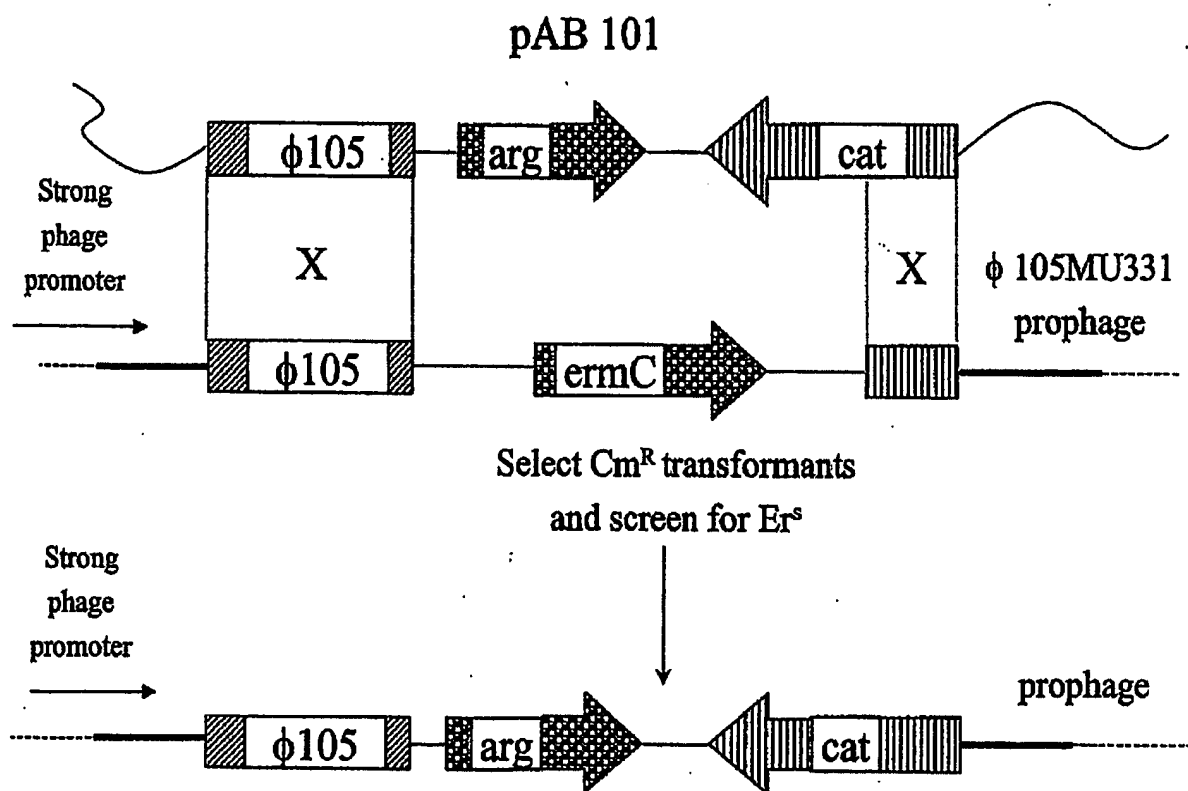 pAB 101
φ105
arg
cat
Strong
phage
promoter
X
X
φ 105MU331
prophage
φ105
ermC
Select Cmᴿ transformants
and screen for Erˢ
Strong
phage
promoter
prophage
φ105
arg
cat